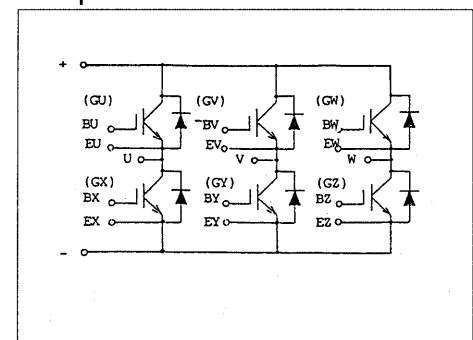 +
(GU) (GV) (GW)
BU BV BW
EU EV EW
U V W
(GX) (GY) (GZ)
BX BY BZ
EX EY EZ
-